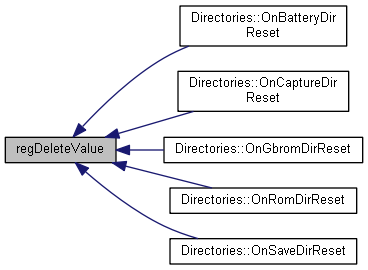 Directories::OnBatteryDir
Reset
Directories::OnCaptureDir
Reset
regDeleteValue
Directories::OnGbromDirReset
Directories::OnRomDirReset
Directories::OnSaveDirReset